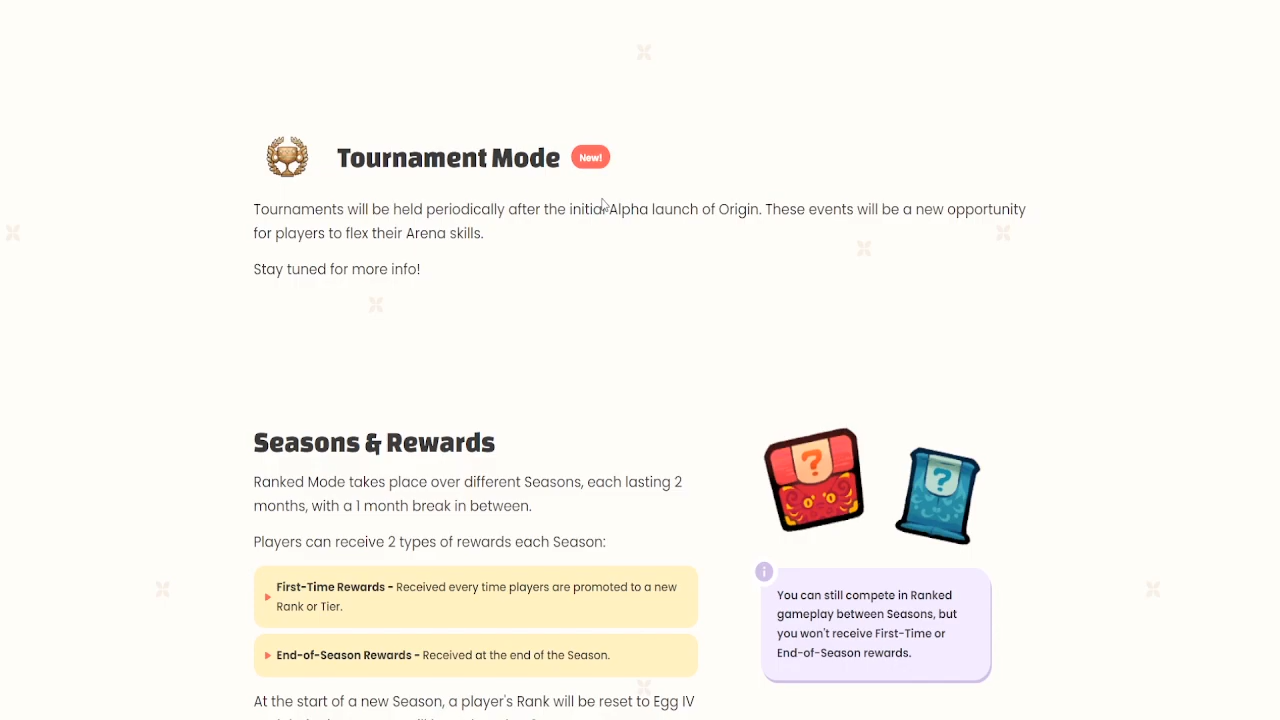 Tournament Mode New!
Tournaments will be held periodically after the initial Alpha launch of Origin. These events will be a new opportunity
for players to flex their Arena skills.
Stay tuned for more info!
Seasons & Rewards
Ranked Mode takes place over different Seasons, each lasting 2
months, with a 1 month break in between.
Players can receive 2 types of rewards each Season:
First-Time Rewards - Received every time players are promoted to a new
Rank or Tier.
End-of-Season Rewards - Received at the end of the Season.
At the start of a new Season, a player's Rank will be reset to Egg IV
?
?
i
You can still compete in Ranked
gameplay between Seasons, but
you won't receive First-Time or
End-of-Season rewards.